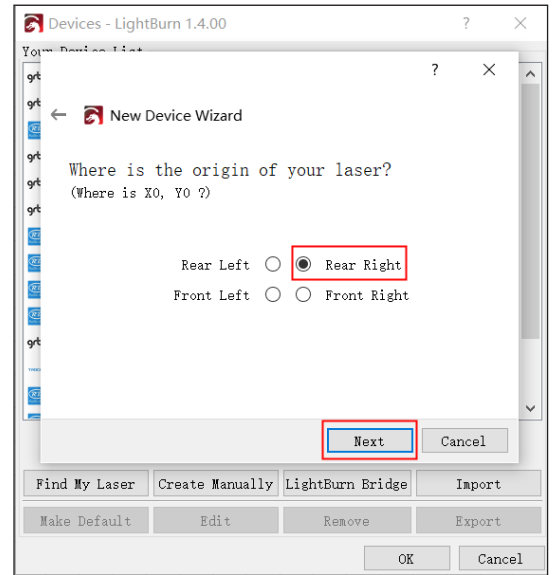 Devices - LightBurn 1.4.00
New Device Wizard
Where is the origin of your laser?
(Where is X0, Y0 ?)
Rear Left
Rear Right
Front Left
Front Right
Next
Cancel
Find My Laser
Create Manually
LightBurn Bridge
Import
Make Default
Edit
Remove
Export
OK
Cancel